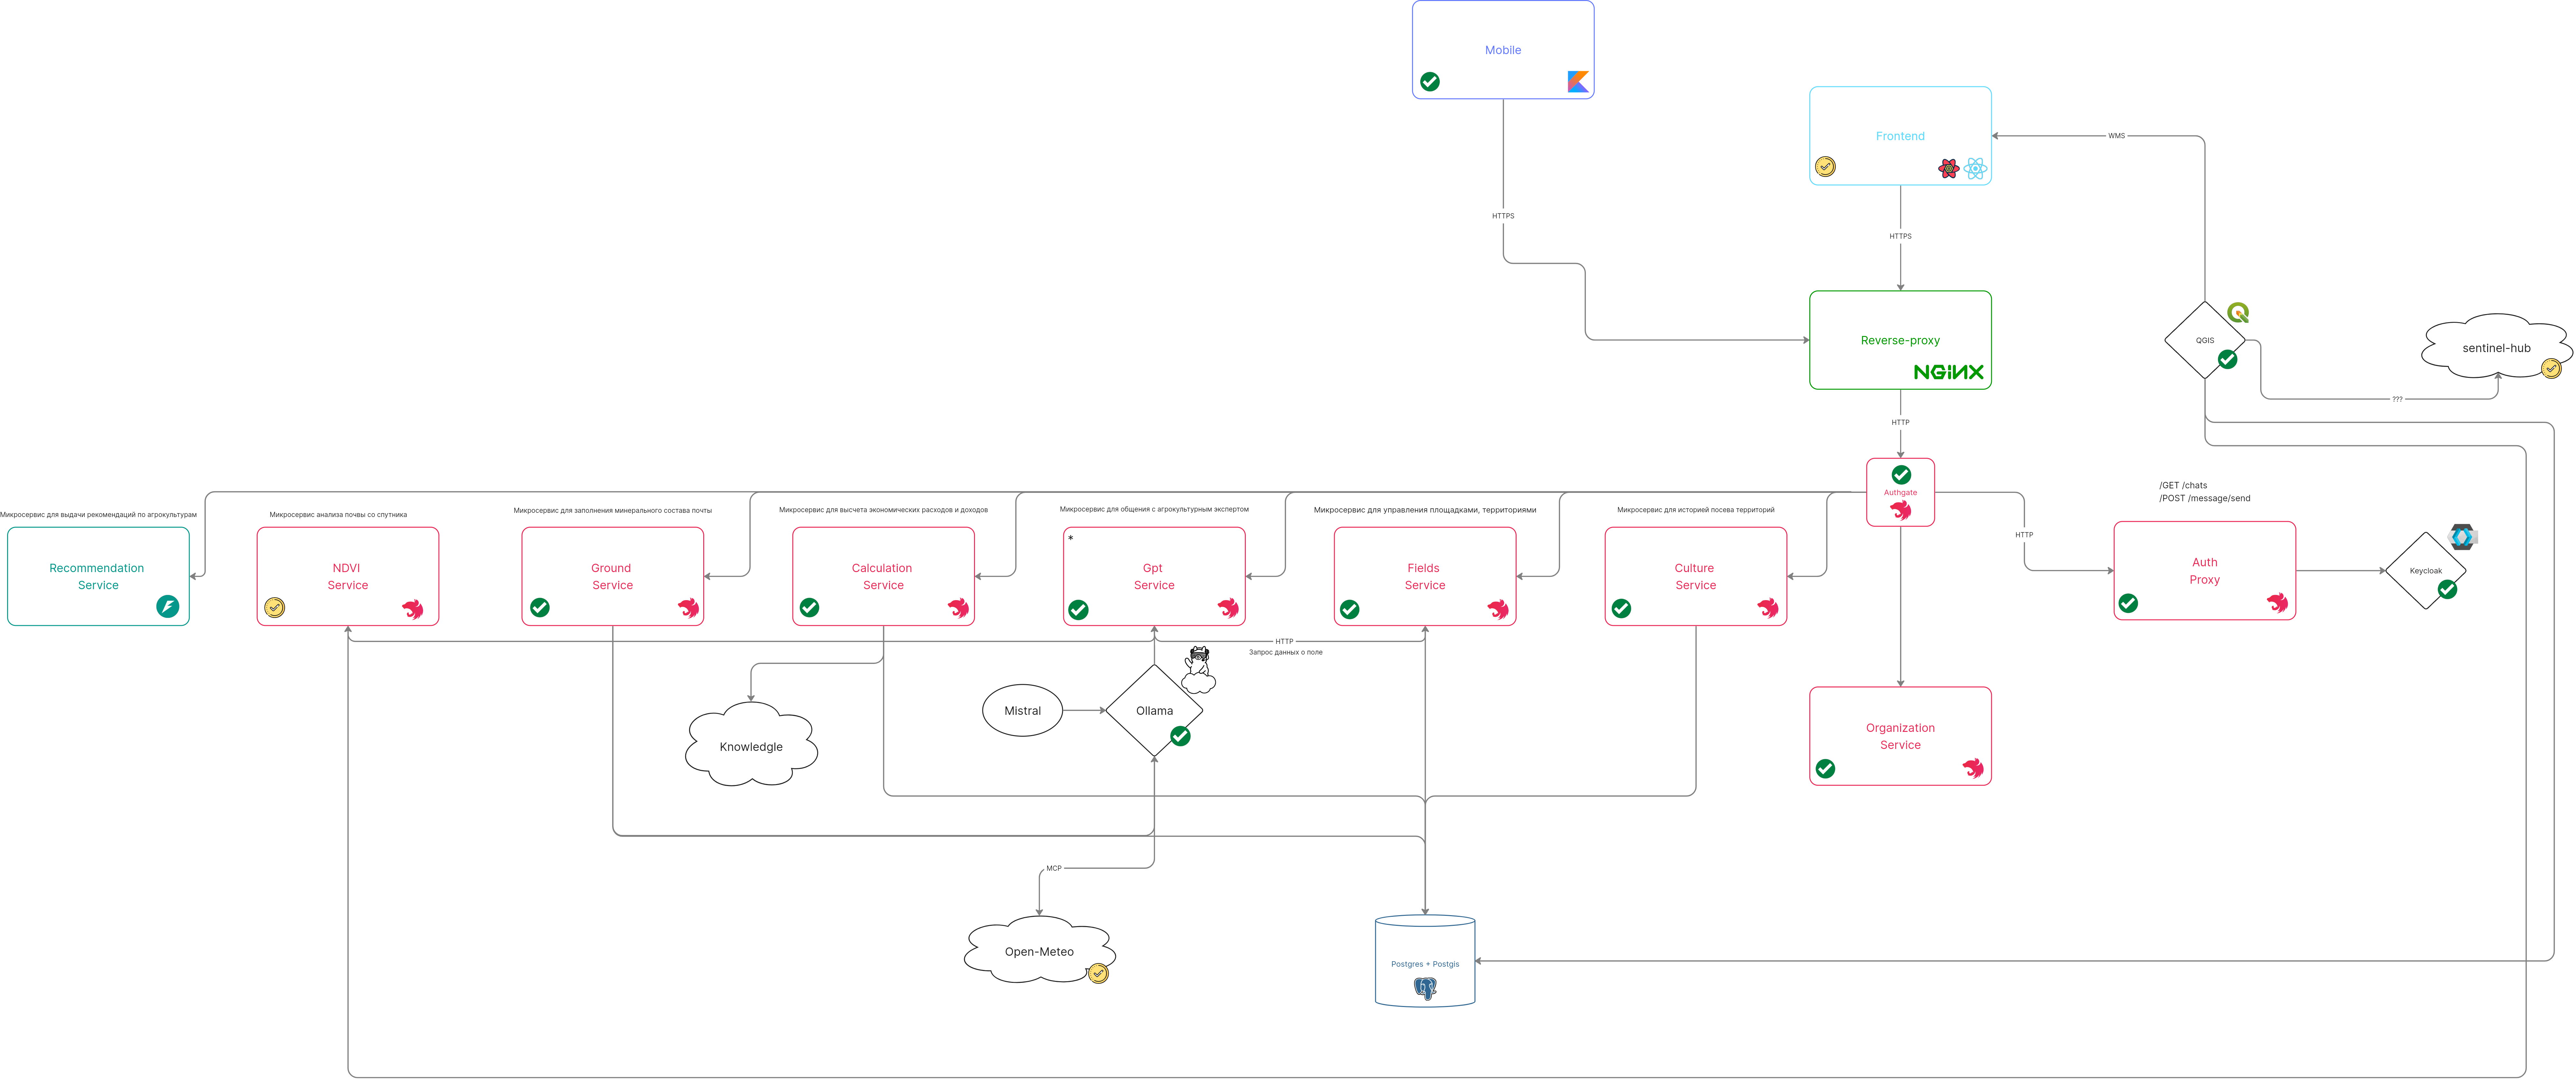 Mobile
Frontend
WMS
HTTPS
HTTPS
Reverse-proxy
NGINX
QGIS
sentinel-hub
???
HTTP
Authgate
/GET /chats
/POST /message/send
HTTP
Микросервис для выдачи рекомендаций по агрокультурам
Микросервис анализа почвы со спутника
Микросервис для заполнения минерального состава почты
Микросервис для высчета экономических расходов и доходов
Микросервис для общения с агрокультурным экспертом
Микросервис для управления площадками, территориями
Микросервис для историей посева территорий
Recommendation
Service
NDVI
Service
Ground
Service
Calculation
Service
*
Gpt
Service
Fields
Service
Culture
Service
Auth
Proxy
Keycloak
HTTP
Запрос данных о поле
Knowledgle
Mistral
Ollama
Organization
Service
MCP
Open-Meteo
Postgres + Postgis